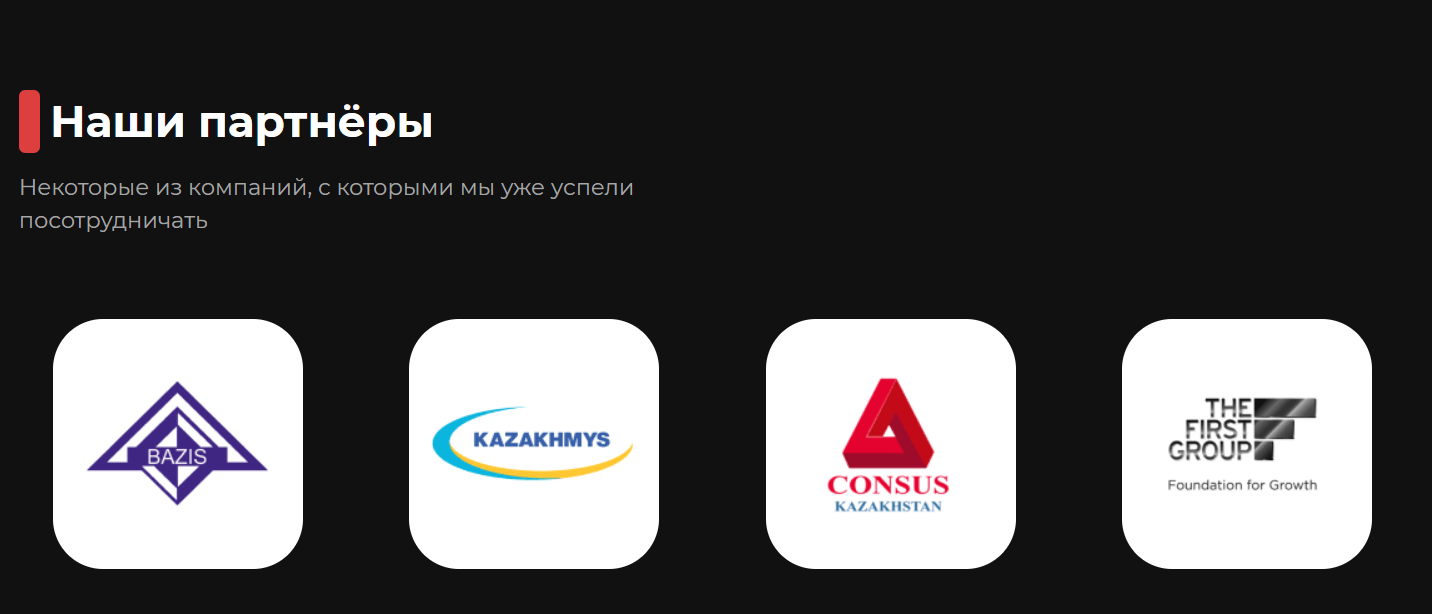 Наши партнёры
Некоторые из компаний, с которыми мы уже успели
посотрудничать
BAZIS
KAZAKHMYS
CONSUS
KAZAKHSTAN
THE
FIRST
GROUP
Foundation for Growth